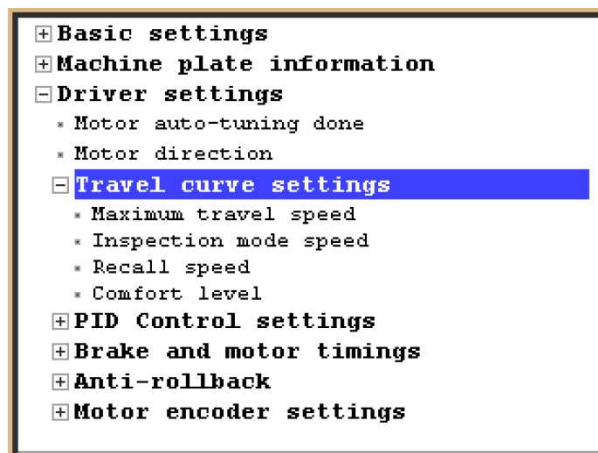 Basic settings
Machine plate information
Driver settings
Motor auto-tuning done
Motor direction
Travel curve settings
Maximum travel speed
Inspection mode speed
Recall speed
Comfort level
PID Control settings
Brake and motor timings
Anti-rollback
Motor encoder settings